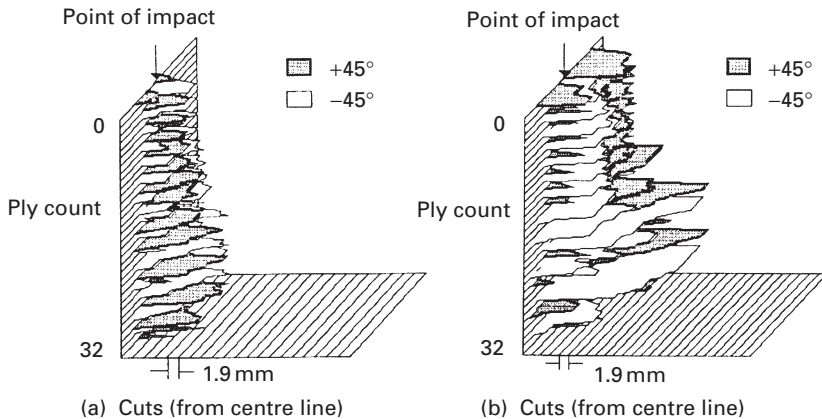 Point of impact
+45°
−45°
0
Ply count
32
1.9 mm
(a) Cuts (from centre line)
Point of impact
+45°
−45°
0
Ply count
32
1.9 mm
(b) Cuts (from centre line)